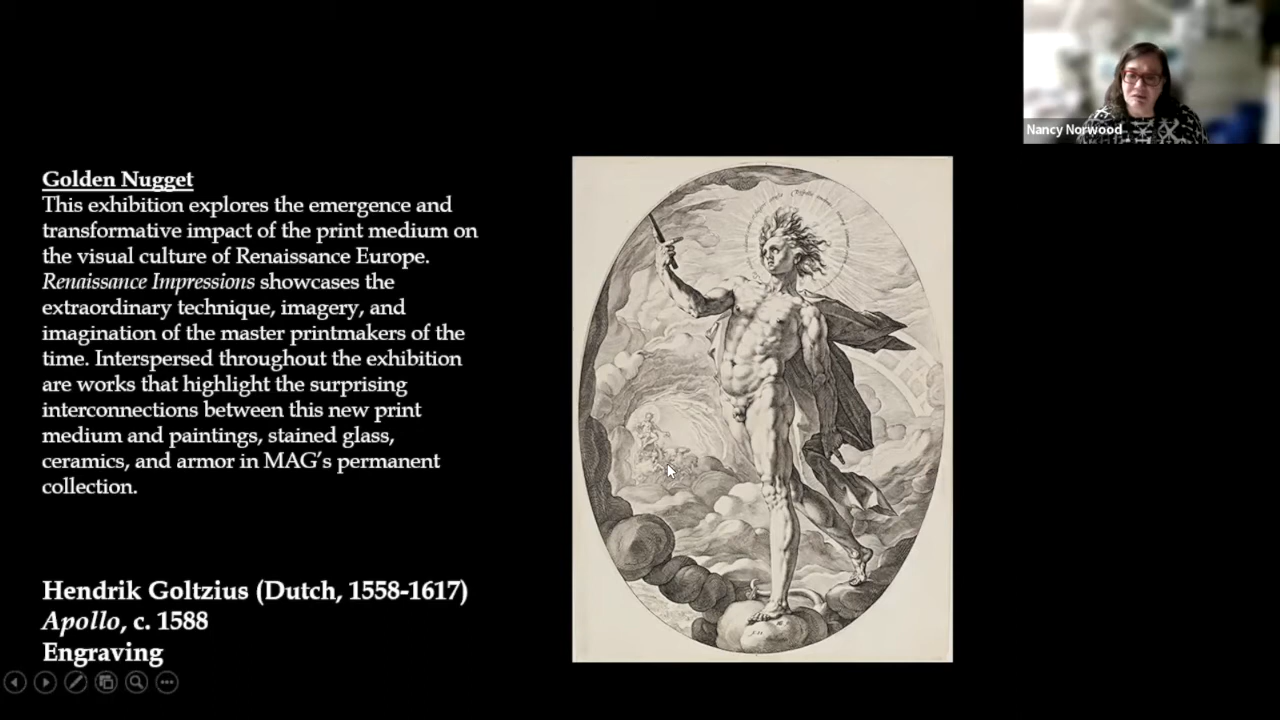 Nancy Norwood
Golden Nugget
This exhibition explores the emergence and
transformative impact of the print medium on
the visual culture of Renaissance Europe.
Renaissance Impressions showcases the
extraordinary technique, imagery, and
imagination of the master printmakers of the
time. Interspersed throughout the exhibition
are works that highlight the surprising
interconnections between this new print
medium and paintings, stained glass,
ceramics, and armor in MAG’s permanent
collection.
Hendrik Goltzius (Dutch, 1558-1617)
Apollo, c. 1588
Engraving